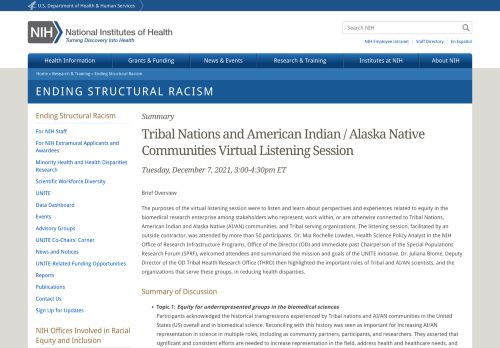 U.S. Department of Health & Human Services
NIH National Institutes of Health
Turning Discovery Into Health
Search NIH
NIH Employee Intranet | Staff Directory | En Español
Health Information
Grants & Funding
News & Events
Research & Training
Institutes at NIH
About NIH
Home » Research & Training » Ending Structural Racism
ENDING STRUCTURAL RACISM
Ending Structural Racism
For NIH Staff
For NIH Extramural Applicants and
Awardees
Minority Health and Health Disparities
Research
Scientific Workforce Diversity
UNITE
Data Dashboard
Events
Advisory Groups
UNITE Co-Chairs' Corner
News and Notices
UNITE-Related Funding Opportunities
Reports
Publications
Contact Us
Sign Up for Updates
NIH Offices Involved in Racial
Equity and Inclusion
Summary
Tribal Nations and American Indian / Alaska Native
Communities Virtual Listening Session
Tuesday, December 7, 2021, 3:00-4:30pm ET
Brief Overview
The purposes of the virtual listening session were to listen and learn about perspectives and experiences related to equity in the
biomedical research enterprise among stakeholders who represent, work within, or are otherwise connected to Tribal Nations,
American Indian and Alaska Native (AI/AN) communities, and Tribal serving organizations. The listening session, facilitated by an
outside contractor, was attended by more than 50 participants. Dr. Mia Rochelle Lowden, Health Science Policy Analyst in the NIH
Office of Research Infrastructure Programs, Office of the Director (OD) and immediate past Chairperson of the Special Populations
Research Forum (SPRF), welcomed attendees and summarized the mission and goals of the UNITE initiative. Dr. Juliana Blome, Deputy
Director of the OD Tribal Health Research Office (THRO) then highlighted the important roles of Tribal and AI/AN scientists, and the
organizations that serve these groups, in reducing health disparities.
Summary of Discussion
• Topic 1: Equity for underrepresented groups in the biomedical sciences
Participants acknowledged the historical transgressions experienced by Tribal nations and AI/AN communities in the United
States (US) overall and in biomedical science. Reconciling with this history was seen as important for increasing AI/AN
representation in science in multiple roles, including as community partners, participants, and researchers. They asserted that
significant and consistent efforts are needed to increase representation in the field, address health and healthcare needs, and